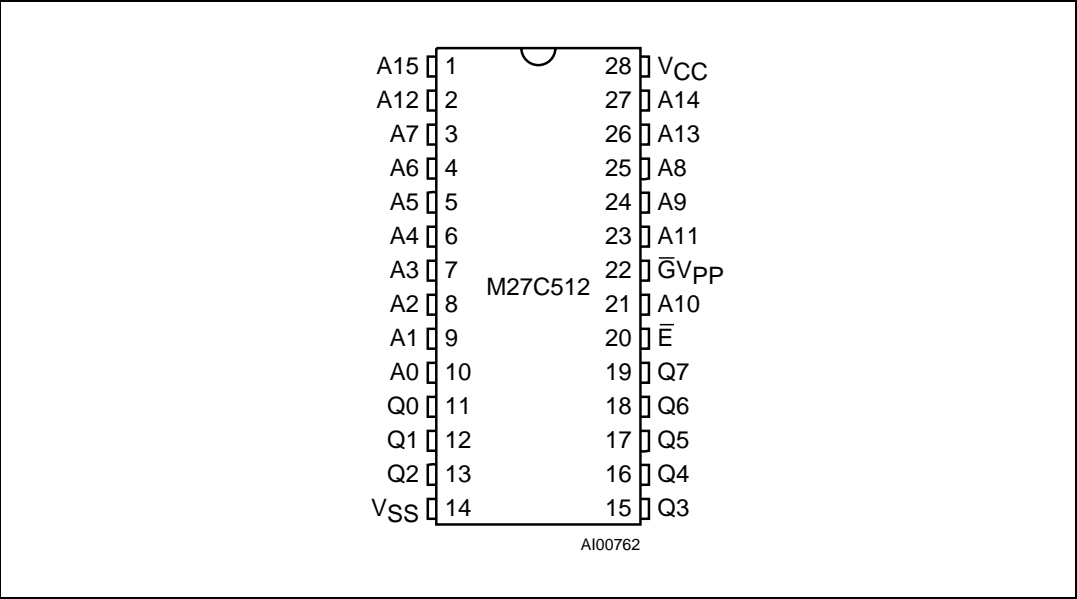 A15 1 28 VCC
A12 2 27 A14
A7 3 26 A13
A6 4 25 A8
A5 5 24 A9
A4 6 23 A11
A3 7 22 G̅VPP
M27C512
A2 8 21 A10
A1 9 20 E̅
A0 10 19 Q7
Q0 11 18 Q6
Q1 12 17 Q5
Q2 13 16 Q4
VSS 14 15 Q3
AI00762